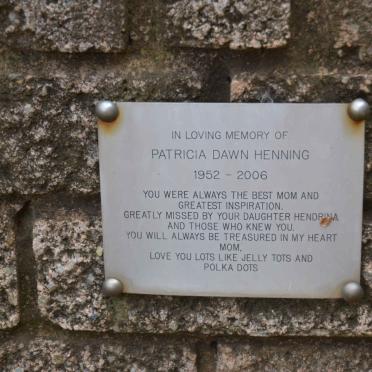 IN LOVING MEMORY OF
PATRICIA DAWN HENNING
1952 - 2006
YOU WERE ALWAYS THE BEST MOM AND
GREATEST INSPIRATION.
GREATLY MISSED BY YOUR DAUGHTER HENDRINA
AND THOSE WHO KNEW YOU.
YOU WILL ALWAYS BE TREASURED IN MY HEART
MOM.
LOVE YOU LOTS LIKE JELLY TOTS AND
POLKA DOTS